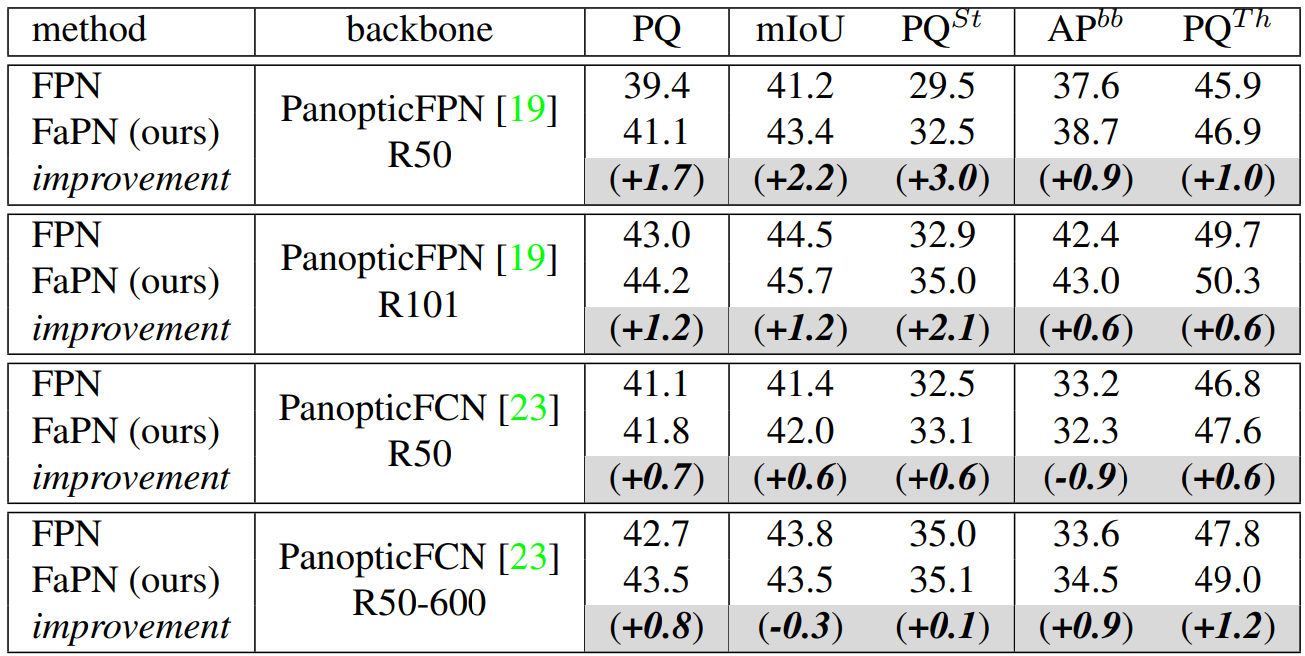 method backbone PQ mIoU PQ^{St} AP^{bb} PQ^{Th}
FPN 39.4 41.2 29.5 37.6 45.9
PanopticFPN [19]
FaPN (ours) 41.1 43.4 32.5 38.7 46.9
R50
improvement (+1.7) (+2.2) (+3.0) (+0.9) (+1.0)
FPN 43.0 44.5 32.9 42.4 49.7
PanopticFPN [19]
FaPN (ours) 44.2 45.7 35.0 43.0 50.3
R101
improvement (+1.2) (+1.2) (+2.1) (+0.6) (+0.6)
FPN 41.1 41.4 32.5 33.2 46.8
PanopticFCN [23]
FaPN (ours) 41.8 42.0 33.1 32.3 47.6
R50
improvement (+0.7) (+0.6) (+0.6) (-0.9) (+0.6)
FPN 42.7 43.8 35.0 33.6 47.8
PanopticFCN [23]
FaPN (ours) 43.5 43.5 35.1 34.5 49.0
R50-600
improvement (+0.8) (-0.3) (+0.1) (+0.9) (+1.2)